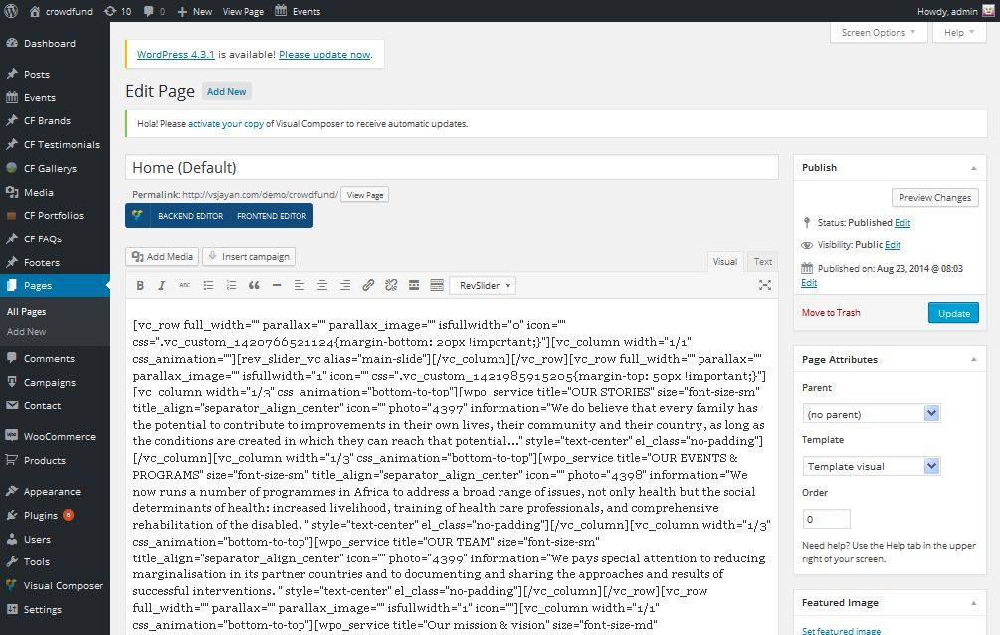 crowdfund
10
0
New
View Page
Events
Howdy, admin
Dashboard
Posts
Events
CF Brands
CF Testimonials
CF Gallerys
Media
CF Portfolios
CF FAQs
Footers
Pages
All Pages
Add New
Comments
Campaigns
Contact
WooCommerce
Products
Appearance
Plugins 6
Users
Tools
Visual Composer
Settings
Screen Options
Help
WordPress 4.3.1 is available! Please update now.
Edit Page Add New
Hola! Please activate your copy of Visual Composer to receive automatic updates.
Home (Default)
Permalink: http://vsjayan.com/demo/crowdfund/ View Page
BACKEND EDITOR FRONTEND EDITOR
Add Media Insert campaign
Visual Text
B I ABC RevSlider
[vc_row full_width="" parallax="" parallax_image="" isfullwidth="0" icon=""
css=".vc_custom_1420766521124{margin-bottom: 20px !important;}"][vc_column width="1/1"
css_animation=""][rev_slider_vc alias="main-slide"][/vc_column][/vc_row][vc_row full_width="" parallax=""
parallax_image="" isfullwidth="1" icon="" css=".vc_custom_1421985915205{margin-top: 50px !important;}"]
[vc_column width="1/3" css_animation="bottom-to-top"][wpo_service title="OUR STORIES" size="font-size-sm"
title_align="separator_align_center" icon="" photo="4397" information="We do believe that every family has
the potential to contribute to improvements in their own lives, their community and their country, as long as
the conditions are created in which they can reach that potential..." style="text-center" el_class="no-padding"]
[/vc_column][vc_column width="1/3" css_animation="bottom-to-top"][wpo_service title="OUR EVENTS &
PROGRAMS" size="font-size-sm" title_align="separator_align_center" icon="" photo="4398" information="We
now runs a number of programmes in Africa to address a broad range of issues, not only health but the social
determinants of health: increased livelihood, training of health care professionals, and comprehensive
rehabilitation of the disabled. " style="text-center" el_class="no-padding"][/vc_column][vc_column width="1/3"
css_animation="bottom-to-top"][wpo_service title="OUR TEAM" size="font-size-sm"
title_align="separator_align_center" icon="" photo="4399" information="We pays special attention to reducing
marginalisation in its partner countries and to documenting and sharing the approaches and results of
successful interventions. " style="text-center" el_class="no-padding"][/vc_column][/vc_row][vc_row
full_width="" parallax="" parallax_image="" isfullwidth="1" icon=""][vc_column width="1/1"
css_animation="bottom-to-top"][wpo_service title="Our mission & vision" size="font-size-md"
Publish
Preview Changes
Status: Published Edit
Visibility: Public Edit
Published on: Aug 23, 2014 @ 08:03
Edit
Move to Trash Update
Page Attributes
Parent
(no parent)
Template
Template visual
Order
0
Need help? Use the Help tab in the upper
right of your screen.
Featured Image
Set featured image